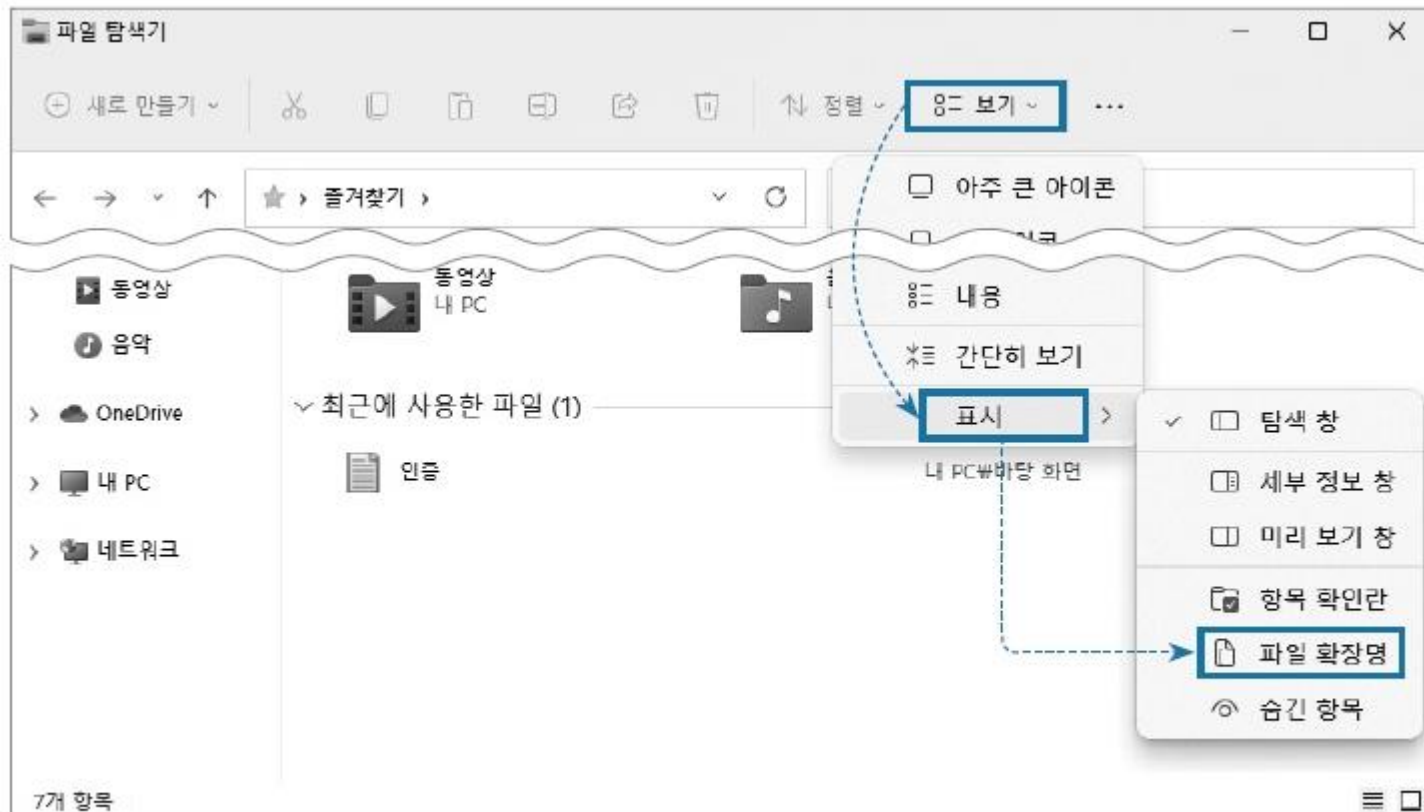 파일 탐색기
새로 만들기
정렬
보기
즐겨찾기
아주 큰 아이콘
내용
간단히 보기
표시
동영상
음악
OneDrive
내 PC
네트워크
동영상
내 PC
최근에 사용한 파일 (1)
인증
내 PC₩바탕 화면
탐색 창
세부 정보 창
미리 보기 창
항목 확인란
파일 확장명
숨긴 항목
7개 항목